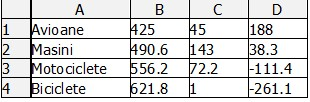 A B C D
1 Avioane 425 45 188
2 Masini 490.6 143 38.3
3 Motociclete 556.2 72.2 -111.4
4 Biciclete 621.8 1 -261.1